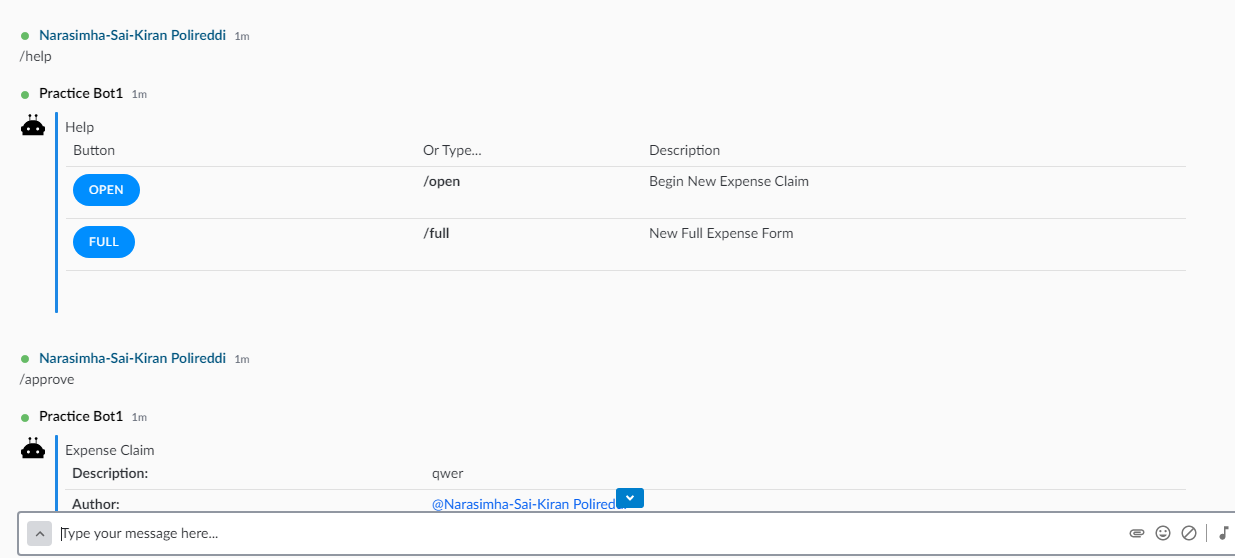 Narasimha-Sai-Kiran Polireddi 1m
/help
Practice Bot1 1m
Help
Button Or Type... Description
OPEN /open Begin New Expense Claim
FULL /full New Full Expense Form
Narasimha-Sai-Kiran Polireddi 1m
/approve
Practice Bot1 1m
Expense Claim
Description: qwer
Author: @Narasimha-Sai-Kiran
Type your message here...